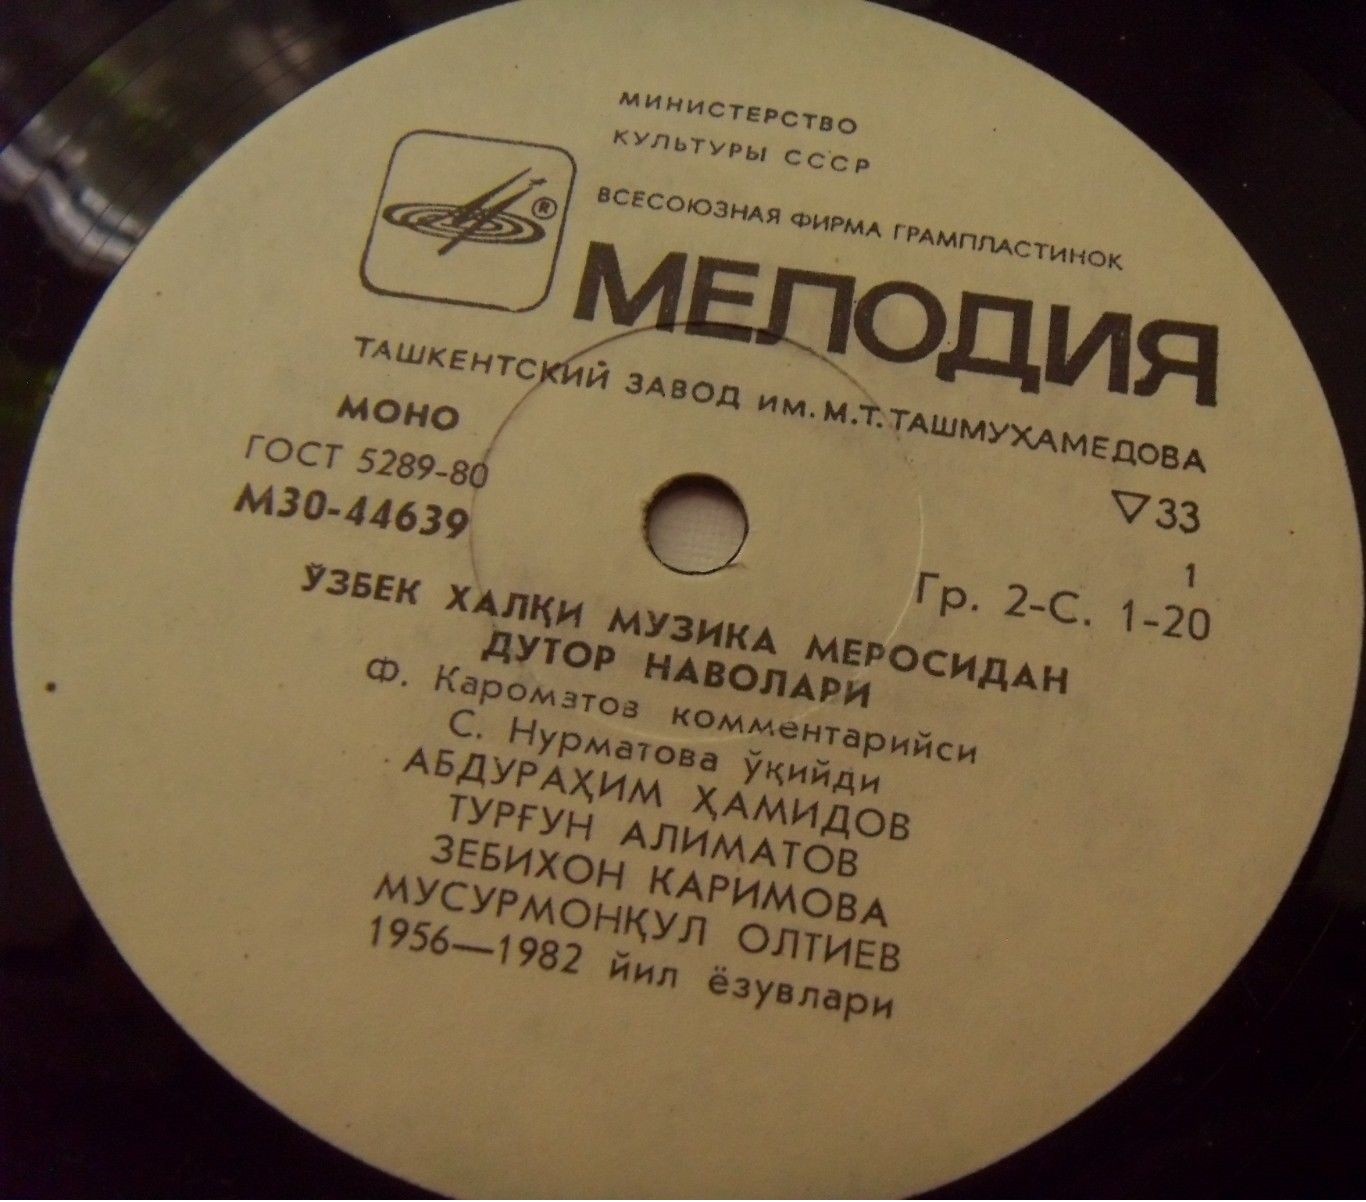 МИНИСТЕРСТВО
КУЛЬТУРЫ СССР
ВСЕСОЮЗНАЯ ФИРМА ГРАМПЛАСТИНОК
®
МЕЛОДИЯ
ТАШКЕНТСКИЙ ЗАВОД ИМ. М.Т. ТАШМУҲАМЕДОВА
МОНО
ГОСТ 5289-80
М30-44639
▽33
1
Гр. 2-С. 1-20
ЎЗБЕК ХАЛҚИ МУЗИКА МЕРОСИДАН
ДУТОР НАВОЛАРИ
Ф. Кароматов комментарийси
С. Нурматова ўқийди
АБДУРАҲИМ ҲАМИДОВ
ТУРҒУН АЛИМАТОВ
ЗЕБИХОН КАРИМОВА
МУСУРМОНҚУЛ ОЛТИЕВ
1956—1982 йил ёзувлари